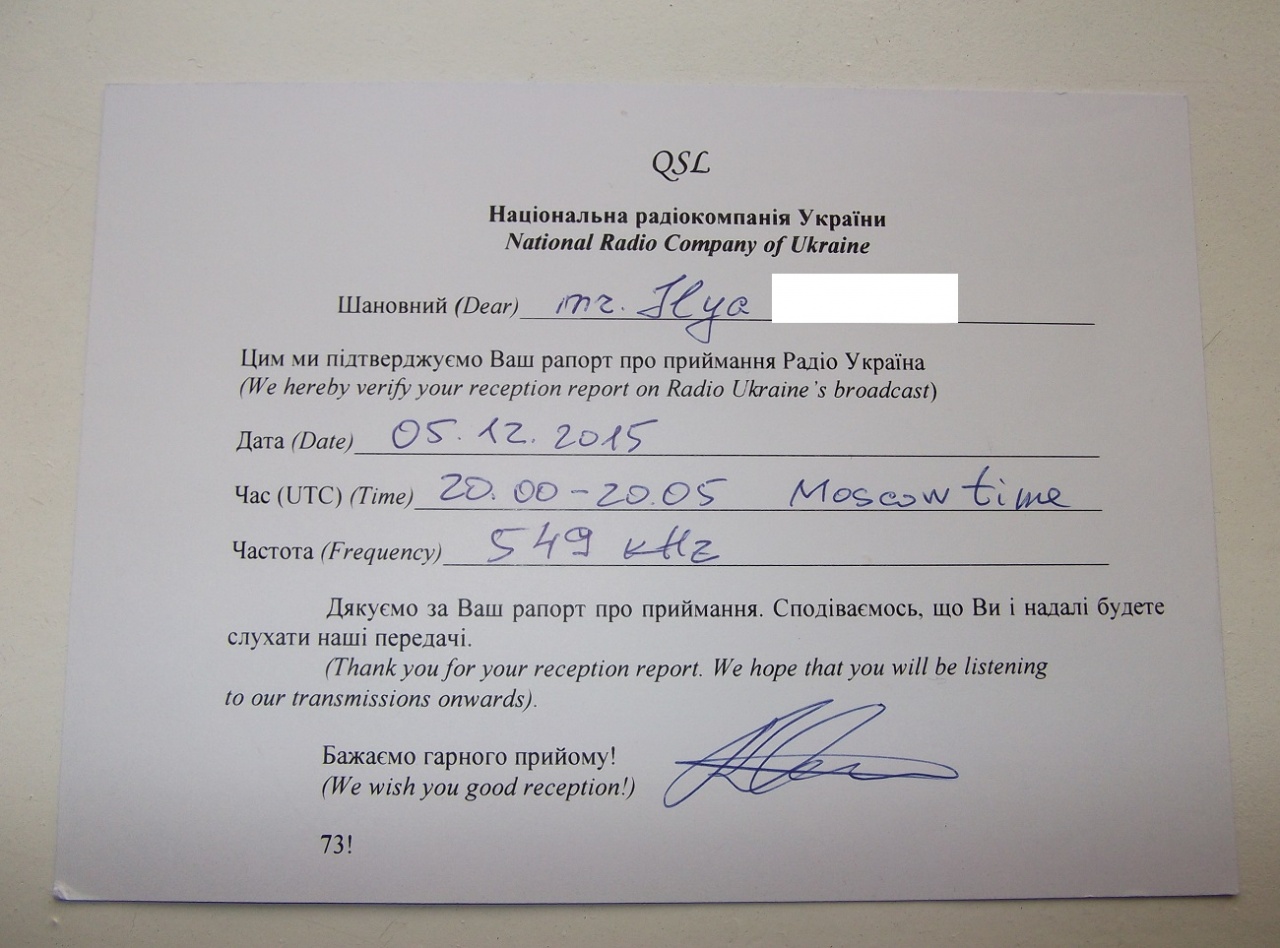 QSL
Національна радіокомпанія України
National Radio Company of Ukraine
Шановний (Dear) mr. Ilya
Цим ми підтверджуємо Ваш рапорт про приймання Радіо Україна
(We hereby verify your reception report on Radio Ukraine's broadcast)
Дата (Date) 05.12.2015
Час (UTC) (Time) 20.00-20.05 Moscow time
Частота (Frequency) 549 kHz
Дякуємо за Ваш рапорт про приймання. Сподіваємось, що Ви і надалі будете
слухати наші передачі.
(Thank you for your reception report. We hope that you will be listening
to our transmissions onwards).
Бажаємо гарного прийому!
(We wish you good reception!)
73!